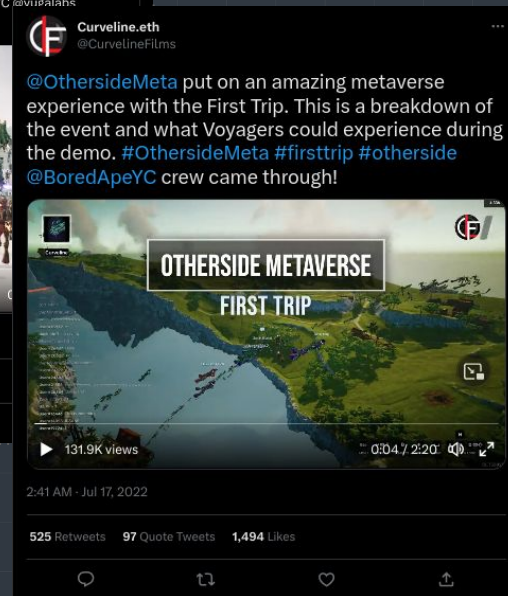 @yugalabs
Curveline.eth
@CurvelineFilms
@OthersideMeta put on an amazing metaverse
experience with the First Trip. This is a breakdown of
the event and what Voyagers could experience during
the demo. #OthersideMeta #firsttrip #otherside
@BoredApeYC crew came through!
Curveline
OTHERSIDE METAVERSE
FIRST TRIP
131.9K views
0:04 / 2:20
2:41 AM · Jul 17, 2022
525 Retweets 97 Quote Tweets 1,494 Likes